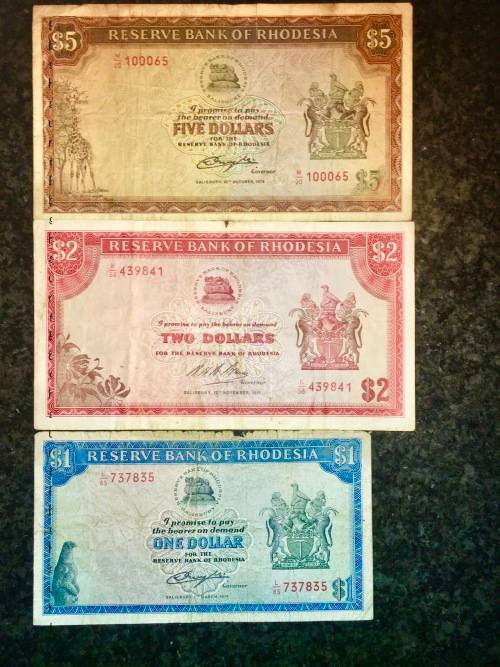 $5 RESERVE BANK OF RHODESIA $5
100065
I promise to pay
the bearer on demand
FIVE DOLLARS
FOR THE
RESERVE BANK OF RHODESIA
Governor
100065
$5
$2 RESERVE BANK OF RHODESIA $2
439841
I promise to pay the bearer on demand
TWO DOLLARS
FOR THE RESERVE BANK OF RHODESIA
Governor
439841
$2
$1 RESERVE BANK OF RHODESIA $1
737835
I promise to pay
the bearer on demand
ONE DOLLAR
FOR THE
RESERVE BANK OF RHODESIA
Governor
737835
$1